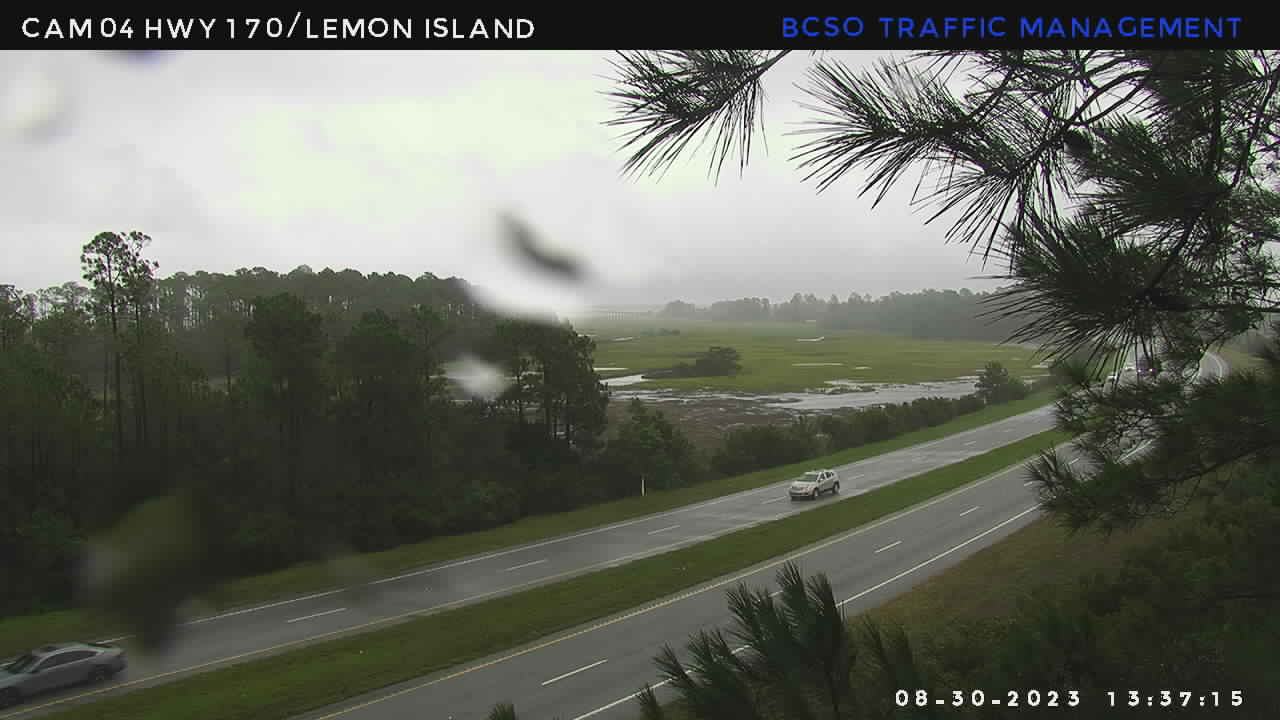 CAM 04 HWY 170/LEMON ISLAND
BCSO TRAFFIC MANAGEMENT
08-30-2023 13:37:15